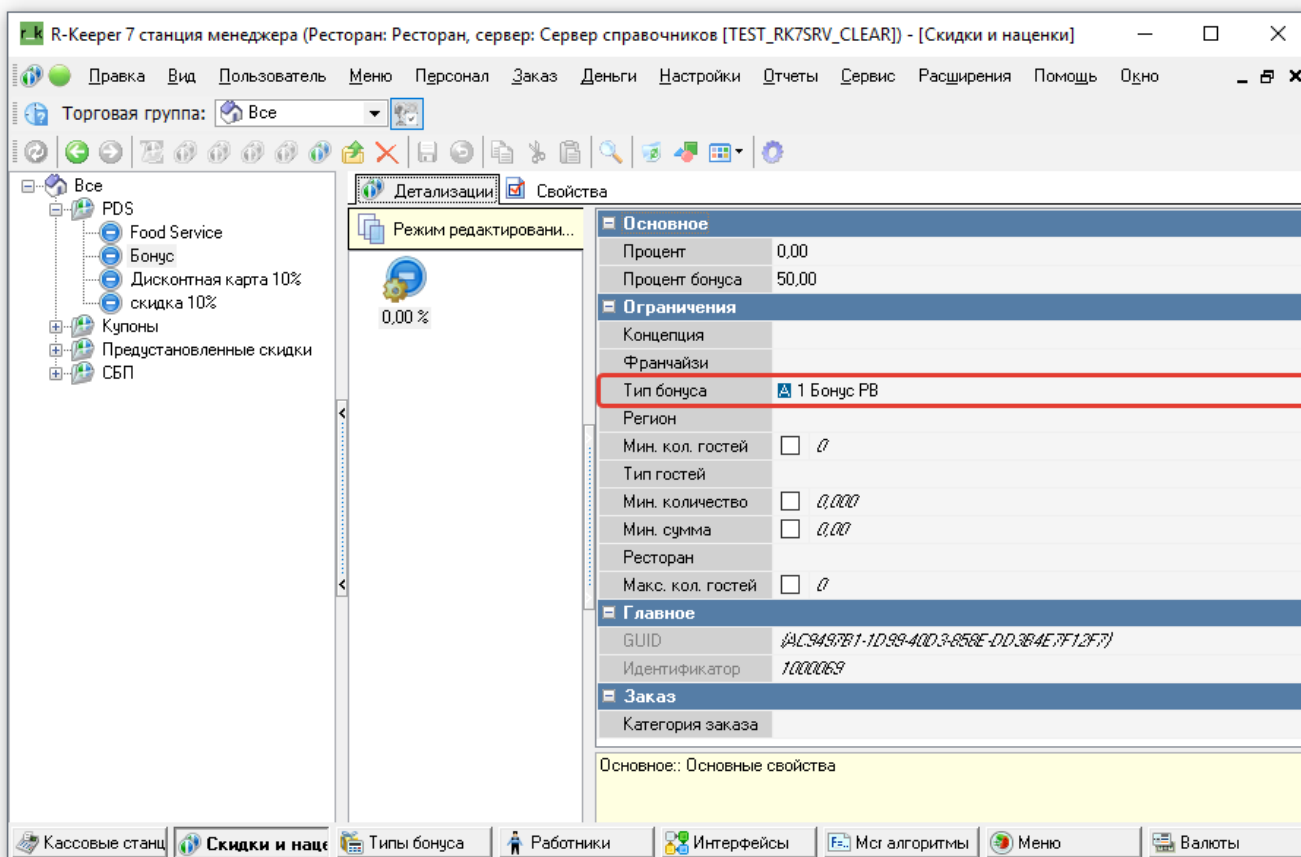 r_k R-Keeper 7 станция менеджера (Ресторан: Ресторан, сервер: Сервер справочников [TEST_RK7SRV_CLEAR]) - [Скидки и наценки]
Правка Вид Пользователь Меню Персонал Заказ Деньги Настройки Отчеты Сервис Расширения Помощь Окно
Торговая группа: Все
Все
PDS
Food Service
Бонус
Дисконтная карта 10%
скидка 10%
Купоны
Предустановленные скидки
СБП
Детализации Свойства
Режим редактировани...
0,00 %
Основное
Процент 0,00
Процент бонуса 50,00
Ограничения
Концепция
Франчайзи
Тип бонуса 1 Бонус РВ
Регион
Мин. кол. гостей 0
Тип гостей
Мин. количество 0,000
Мин. сумма 0,00
Ресторан
Макс. кол. гостей 0
Главное
GUID {AC9497B1-1D99-40D3-858E-DD3B4E7F12F7}
Идентификатор 1000069
Заказ
Категория заказа
Основное:: Основные свойства
Кассовые станц Скидки и наце Типы бонуса Работники Интерфейсы Мсг алгоритмы Меню Валюты